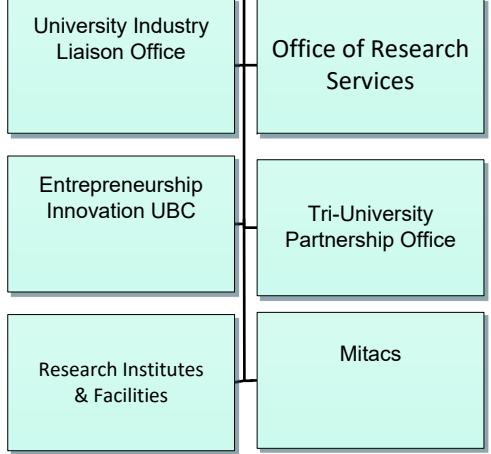 University Industry
Liaison Office
Office of Research
Services
Entrepreneurship
Innovation UBC
Tri-University
Partnership Office
Research Institutes
& Facilities
Mitacs